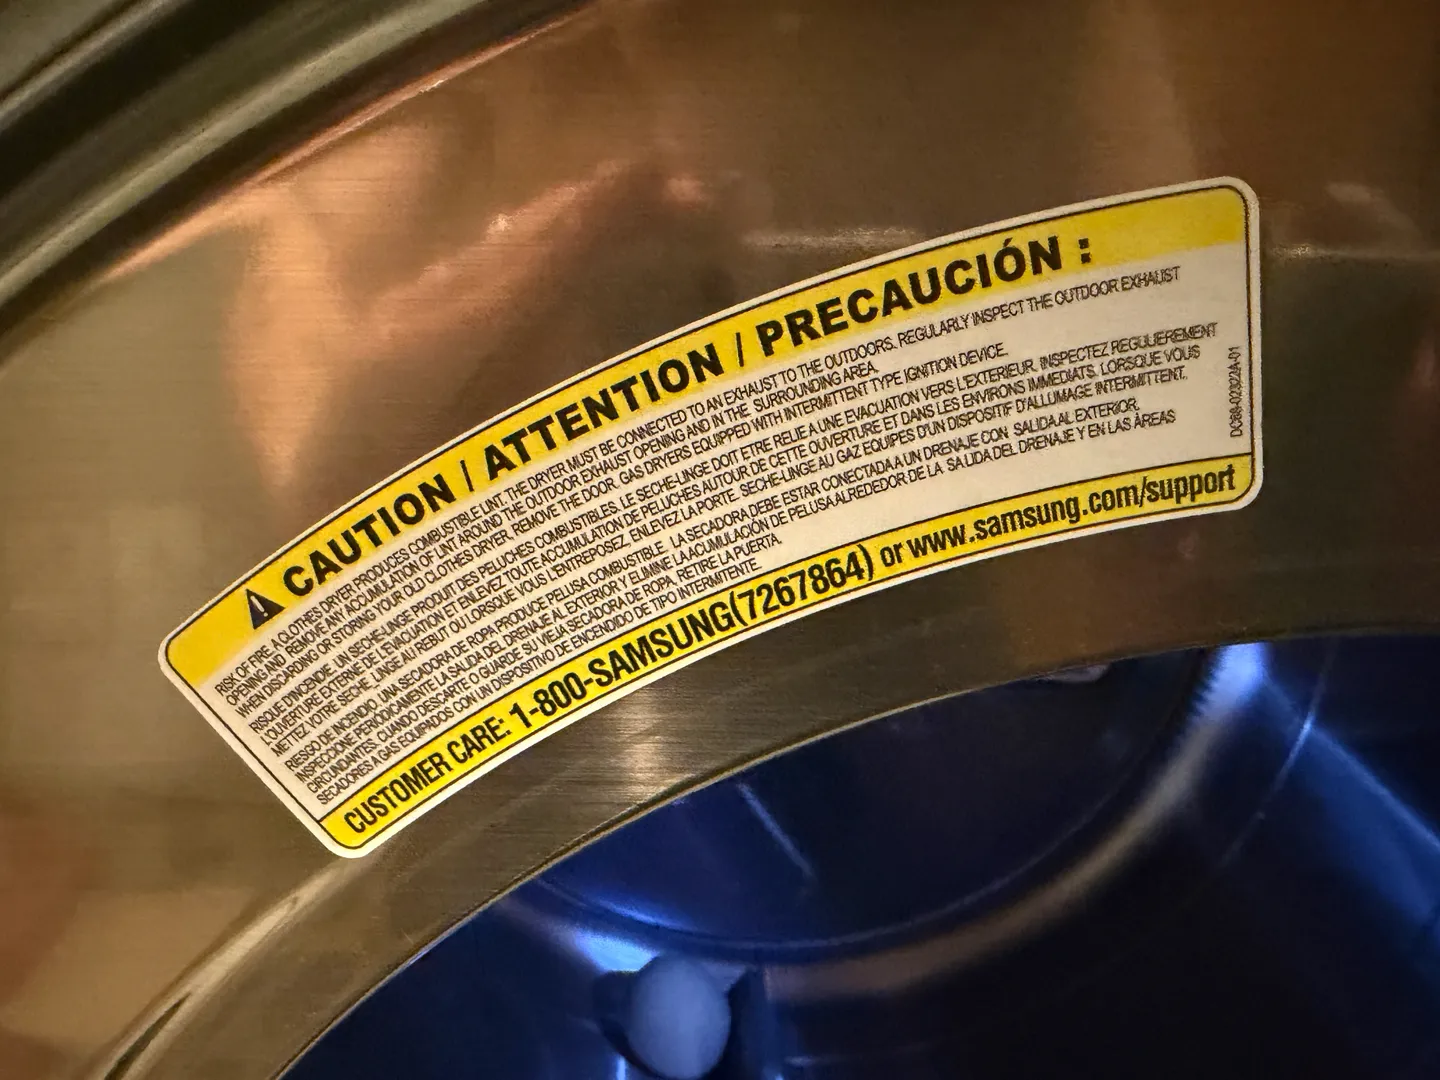 ⚠ CAUTION / ATTENTION / PRECAUCIÓN :
RISK OF FIRE. A CLOTHES DRYER PRODUCES COMBUSTIBLE LINT. THE DRYER MUST BE CONNECTED TO AN EXHAUST TO THE OUTDOORS. REGULARLY INSPECT THE OUTDOOR EXHAUST
OPENING AND REMOVE ANY ACCUMULATION OF LINT AROUND THE OUTDOOR EXHAUST OPENING AND IN THE SURROUNDING AREA.
WHEN DISCARDING OR STORING YOUR OLD CLOTHES DRYER, REMOVE THE DOOR. GAS DRYERS EQUIPPED WITH INTERMITTENT TYPE IGNITION DEVICE.
RISQUE D'INCENDIE. UN SECHE-LINGE PRODUIT DES PELUCHES COMBUSTIBLES. LE SECHE-LINGE DOIT ETRE RELIE A UNE EVACUATION VERS L'EXTERIEUR. INSPECTEZ REGULIEREMENT
L'OUVERTURE EXTERNE DE L'EVACUATION ET ENLEVEZ TOUTE ACCUMULATION DE PELUCHES AUTOUR DE CETTE OUVERTURE ET DANS LES ENVIRONS IMMEDIATS. LORSQUE VOUS
METTEZ VOTRE SECHE. LINGE AU REBUT OU LORSQUE VOUS L'ENTREPOSEZ. ENLEVEZ LA PORTE. SECHE-LINGE AU GAZ EQUIPES D'UN DISPOSITIF D'ALLUMAGE INTERMITTENT.
RIESGO DE INCENDIO. UNA SECADORA DE ROPA PRODUCE PELUSA COMBUSTIBLE. LA SECADORA DEBE ESTAR CONECTADA A UN DRENAJE CON SALIDA AL EXTERIOR.
INSPECCIONE PERIÓDICAMENTE LA SALIDA DEL DRENAJE AL EXTERIOR Y ELIMINE LA ACUMULACIÓN DE PELUSA ALREDEDOR DE LA SALIDA DEL DRENAJE Y EN LAS ÀREAS
CIRCUNDANTES. CUANDO DESCARTE O GUARDE SU VIEJA SECADORA DE ROPA, RETIRE LA PUERTA.
SECADORES A GAS EQUIPADOS CON UN DISPOSITIVO DE ENCENDIDO DE TIPO INTERMITENTE.
CUSTOMER CARE: 1-800-SAMSUNG(7267864) or www.samsung.com/support